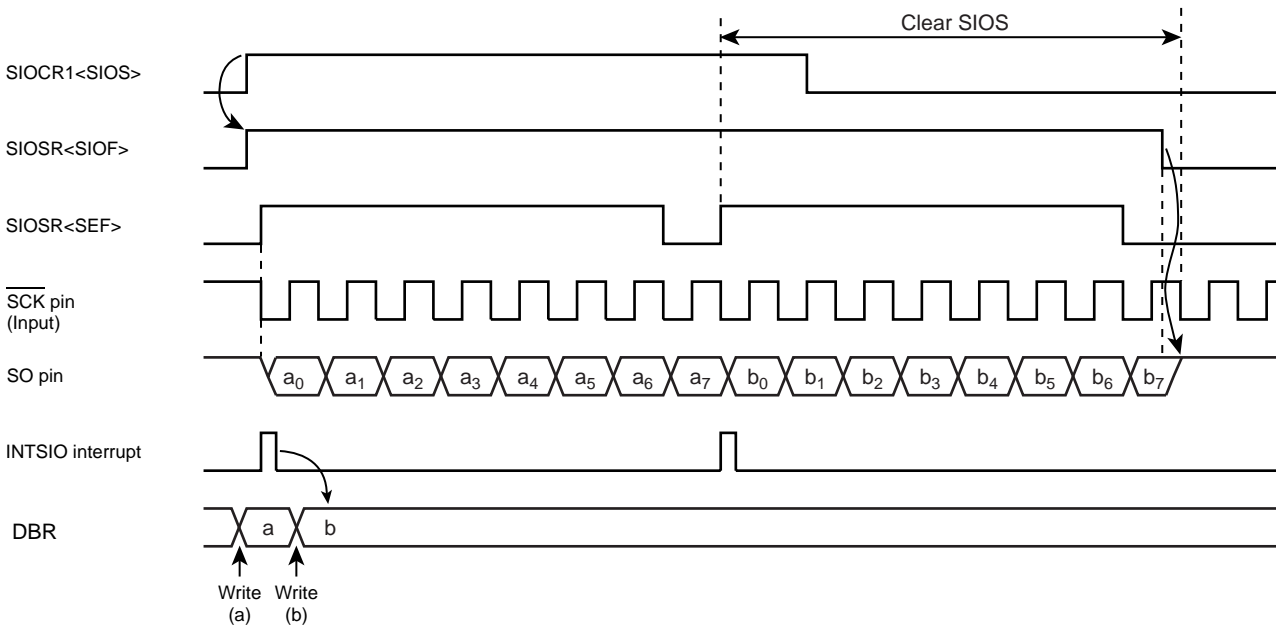 Clear SIOS
SIOCR1<SIOS>
SIOSR<SIOF>
SIOSR<SEF>
SCK pin
(Input)
SO pin
a0 a1 a2 a3 a4 a5 a6 a7 b0 b1 b2 b3 b4 b5 b6 b7
INTSIO interrupt
DBR
a b
Write Write
(a) (b)